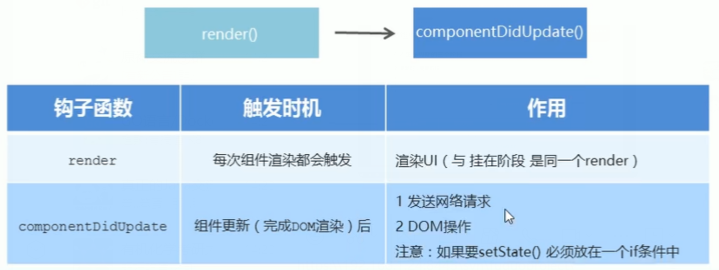 render()
componentDidUpdate()
钩子函数
触发时机
作用
render
每次组件渲染都会触发
渲染UI（与 挂在阶段 是同一个render）
componentDidUpdate
组件更新（完成DOM渲染）后
1 发送网络请求
2 DOM操作
注意：如果要setState() 必须放在一个if条件中